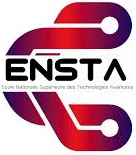 ENSTA
Ecole Nationale Supérieure des Technologies Avancées